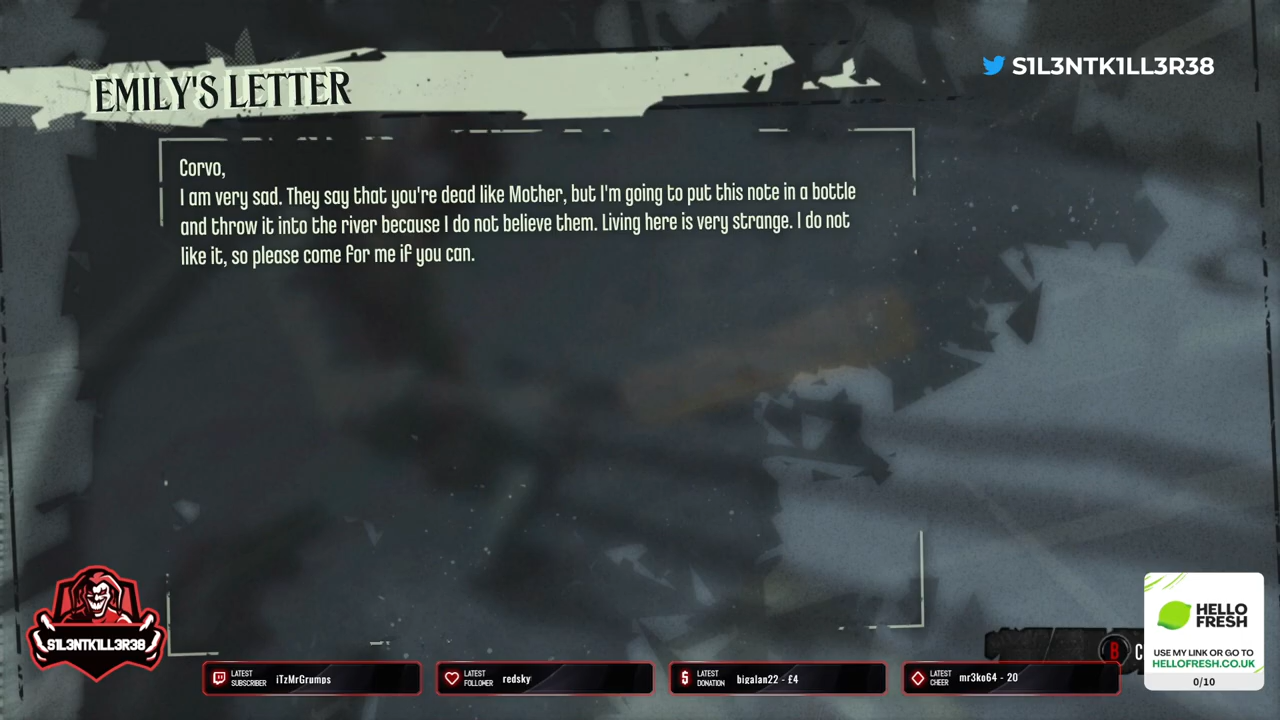 EMILY'S LETTER
S1L3NTK1LL3R38
Corvo,
I am very sad. They say that you're dead like Mother, but I'm going to put this note in a bottle
and throw it into the river because I do not believe them. Living here is very strange. I do not
like it, so please come for me if you can.
S1L3NTK1LL3R38
LATEST SUBSCRIBER iTzMrGrumps
LATEST FOLLOWER redsky
LATEST DONATION bigalan22 - £4
LATEST CHEER mr3ko64 - 20
B C
HELLO
FRESH
USE MY LINK OR GO TO
HELLOFRESH.CO.UK
0/10